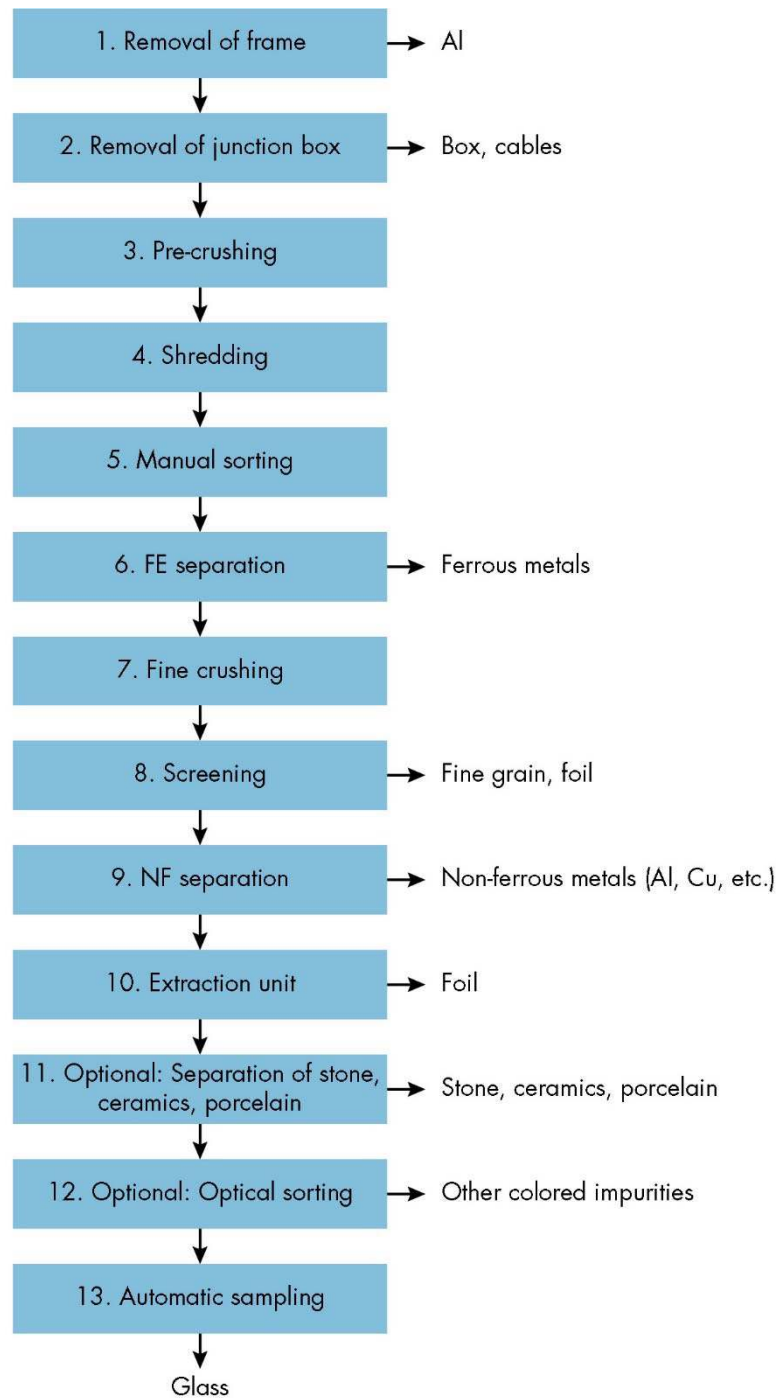 1. Removal of frame
Al
2. Removal of junction box
Box, cables
3. Pre-crushing
4. Shredding
5. Manual sorting
6. FE separation
Ferrous metals
7. Fine crushing
8. Screening
Fine grain, foil
9. NF separation
Non-ferrous metals (Al, Cu, etc.)
10. Extraction unit
Foil
11. Optional: Separation of stone,
ceramics, porcelain
Stone, ceramics, porcelain
12. Optional: Optical sorting
Other colored impurities
13. Automatic sampling
Glass